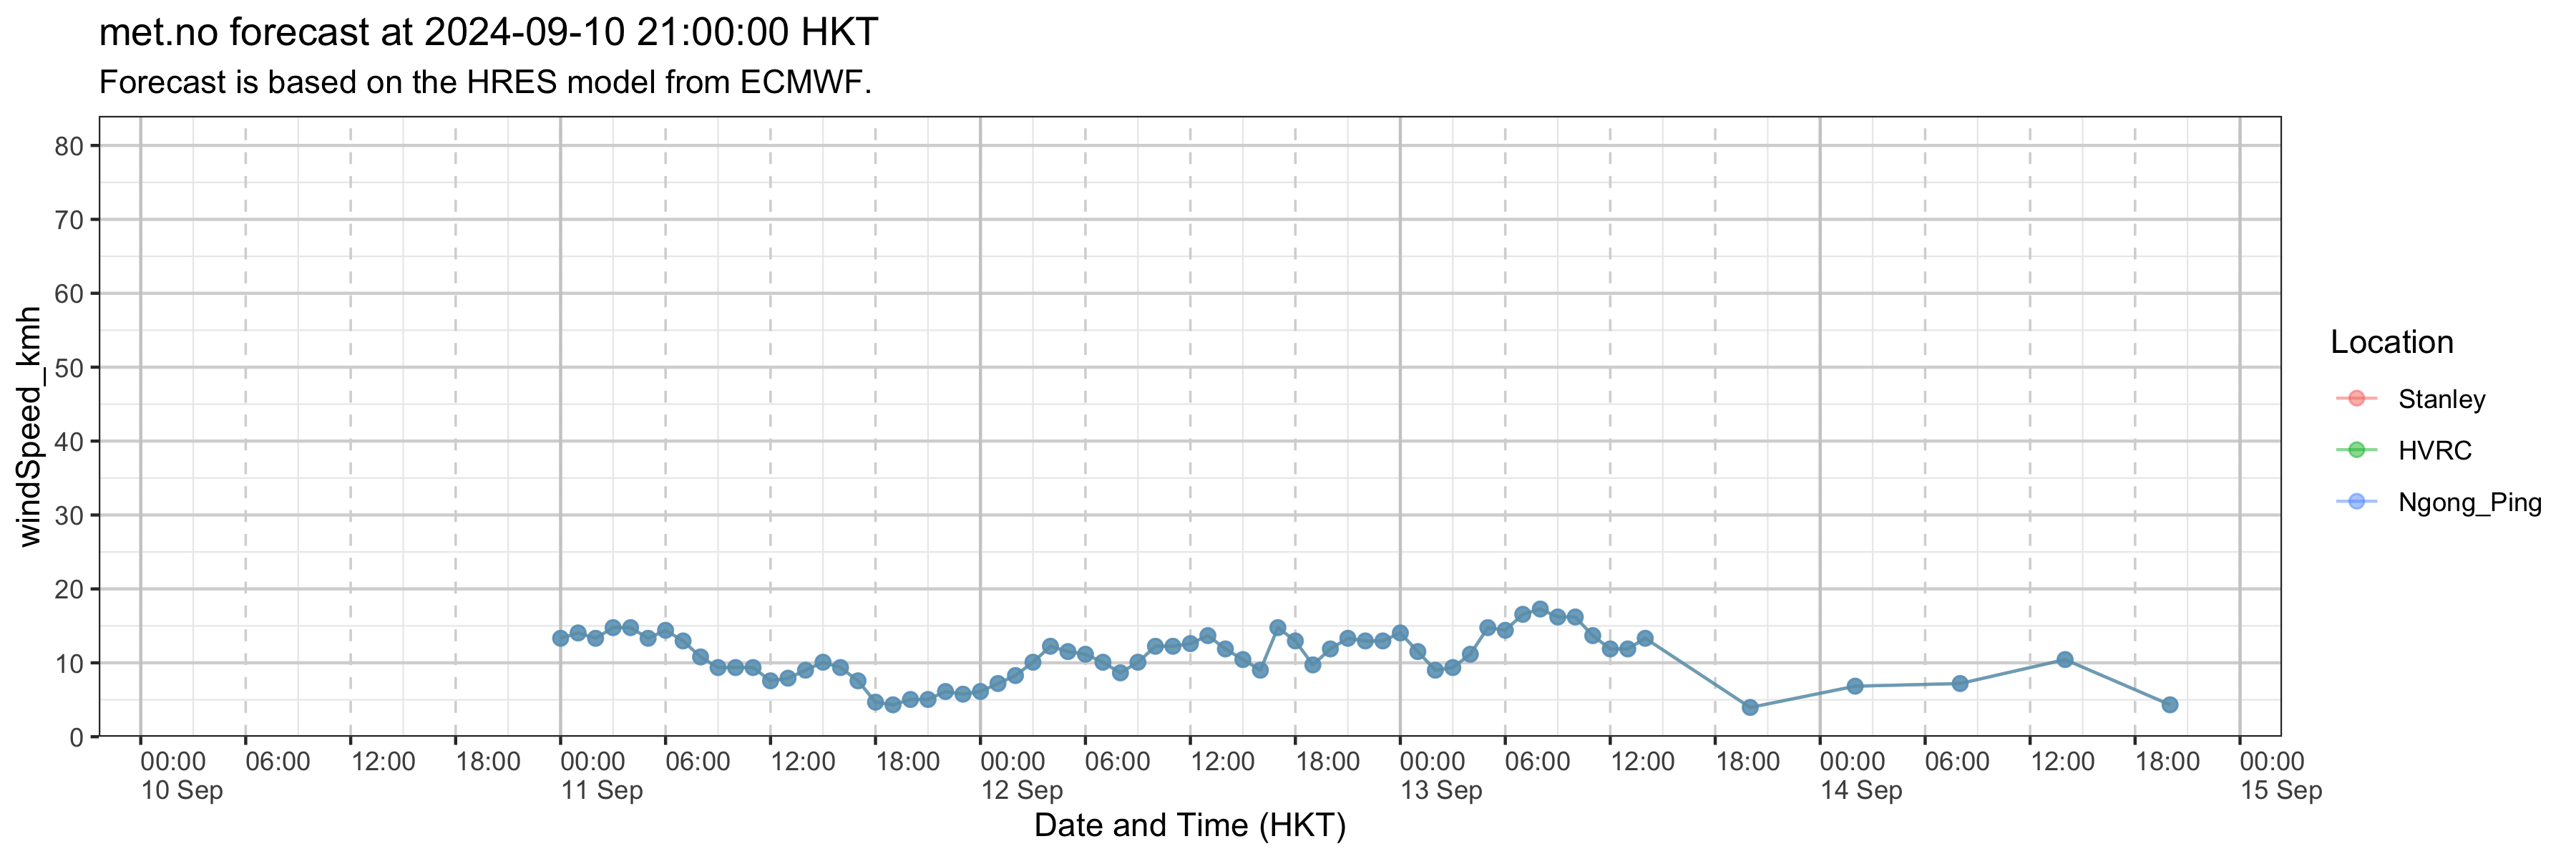 met.no forecast at 2024-09-10 21:00:00 HKT
Forecast is based on the HRES model from ECMWF.
windSpeed_kmh
80
70
60
50
40
30
20
10
0
00:00 06:00 12:00 18:00 00:00 06:00 12:00 18:00 00:00 06:00 12:00 18:00 00:00 06:00 12:00 18:00 00:00 06:00 12:00 18:00 00:00
10 Sep 11 Sep 12 Sep 13 Sep 14 Sep 15 Sep
Date and Time (HKT)
Location
Stanley
HVRC
Ngong_Ping